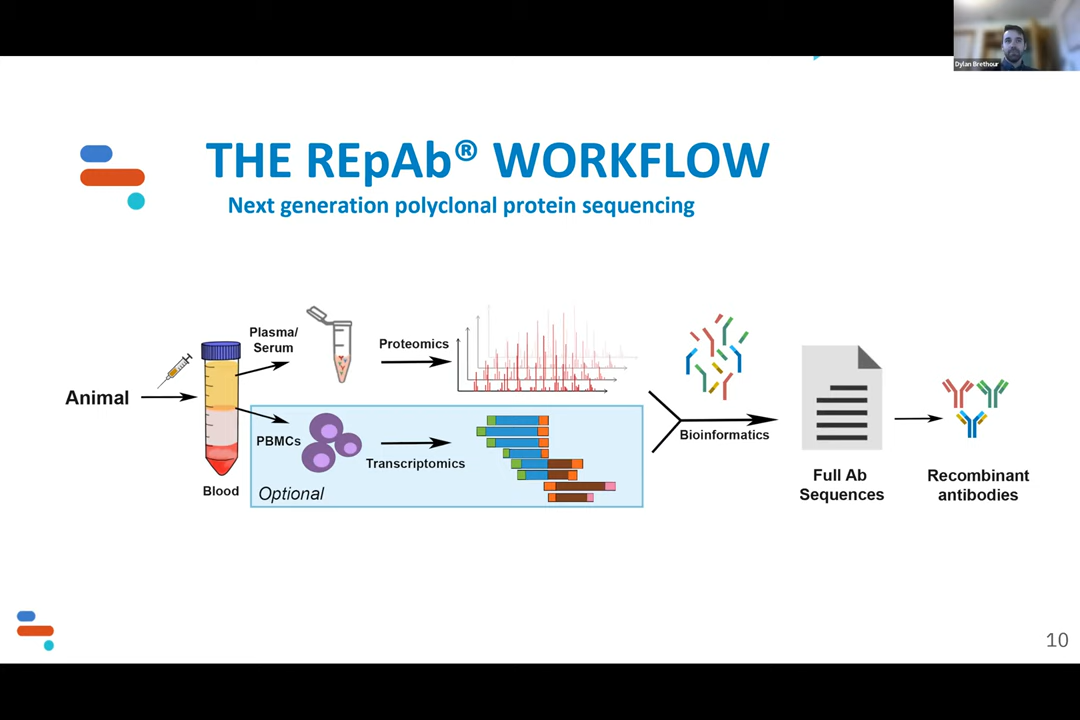 Dylan Brethour
THE REpAb® WORKFLOW
Next generation polyclonal protein sequencing
Animal
Blood
Plasma/
Serum
Proteomics
PBMCs
Transcriptomics
Optional
Bioinformatics
Full Ab
Sequences
Recombinant
antibodies
10